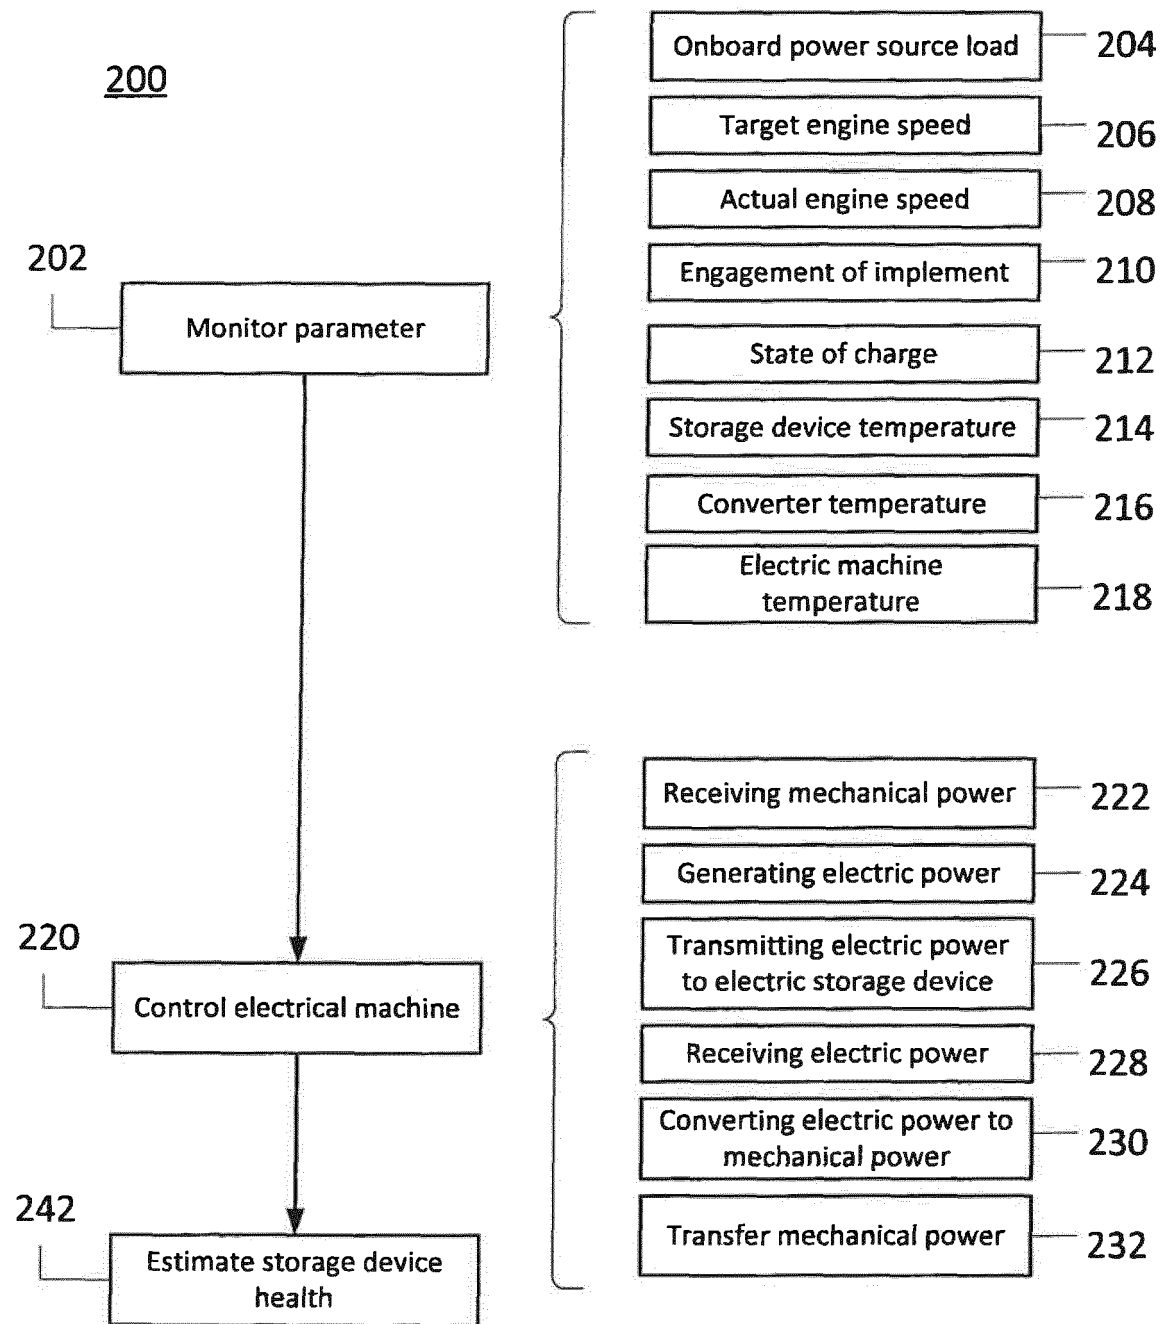 200
Onboard power source load
204
Target engine speed
206
Actual engine speed
208
202
Monitor parameter
Engagement of implement
210
State of charge
212
Storage device temperature
214
Converter temperature
216
Electric machine
temperature
218
220
Control electrical machine
Receiving mechanical power
222
Generating electric power
224
Transmitting electric power
to electric storage device
226
Receiving electric power
228
Converting electric power to
mechanical power
230
Transfer mechanical power
232
242
Estimate storage device
health